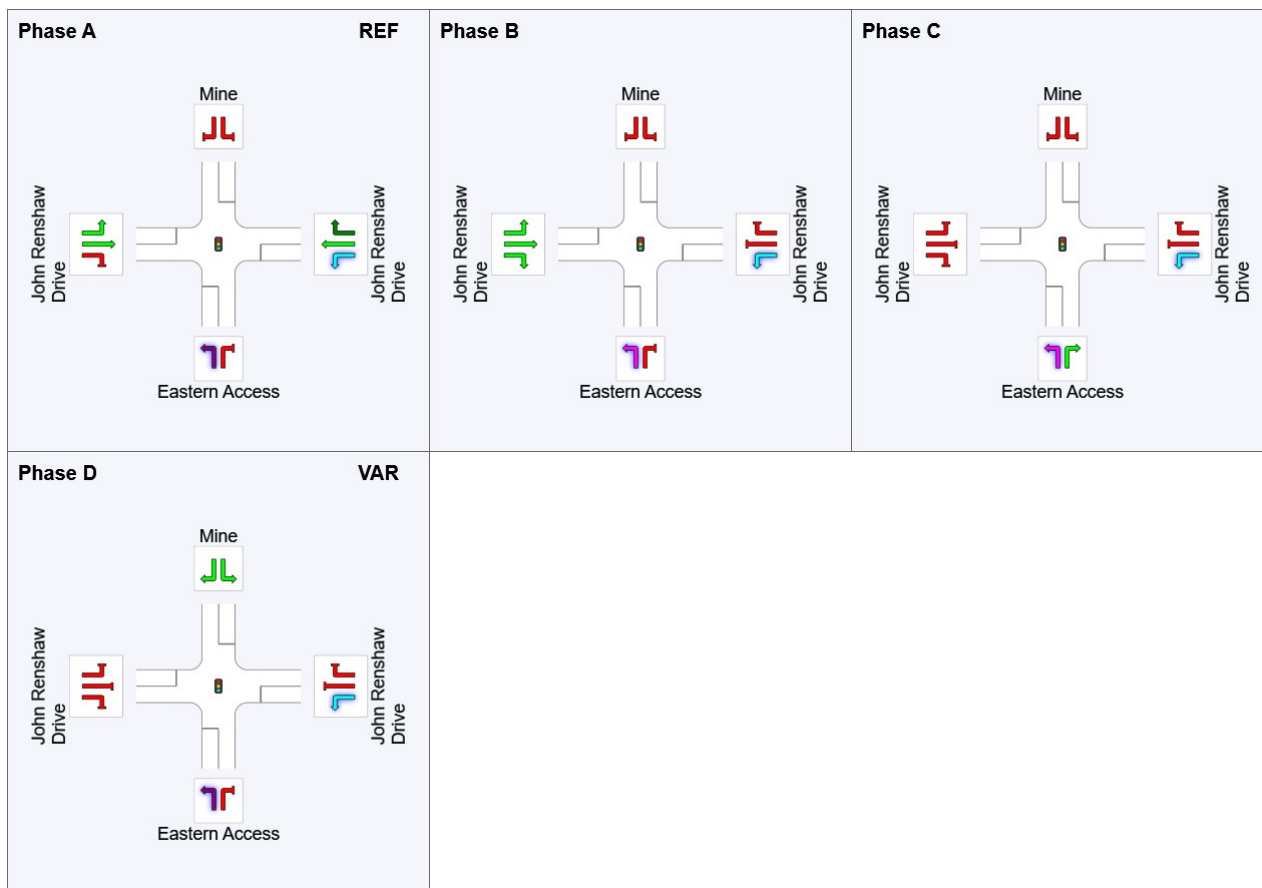 Phase A
REF
Mine
John Renshaw
Drive
John Renshaw
Drive
Eastern Access
Phase B
Mine
John Renshaw
Drive
John Renshaw
Drive
Eastern Access
Phase C
Mine
John Renshaw
Drive
John Renshaw
Drive
Eastern Access
Phase D
VAR
Mine
John Renshaw
Drive
John Renshaw
Drive
Eastern Access